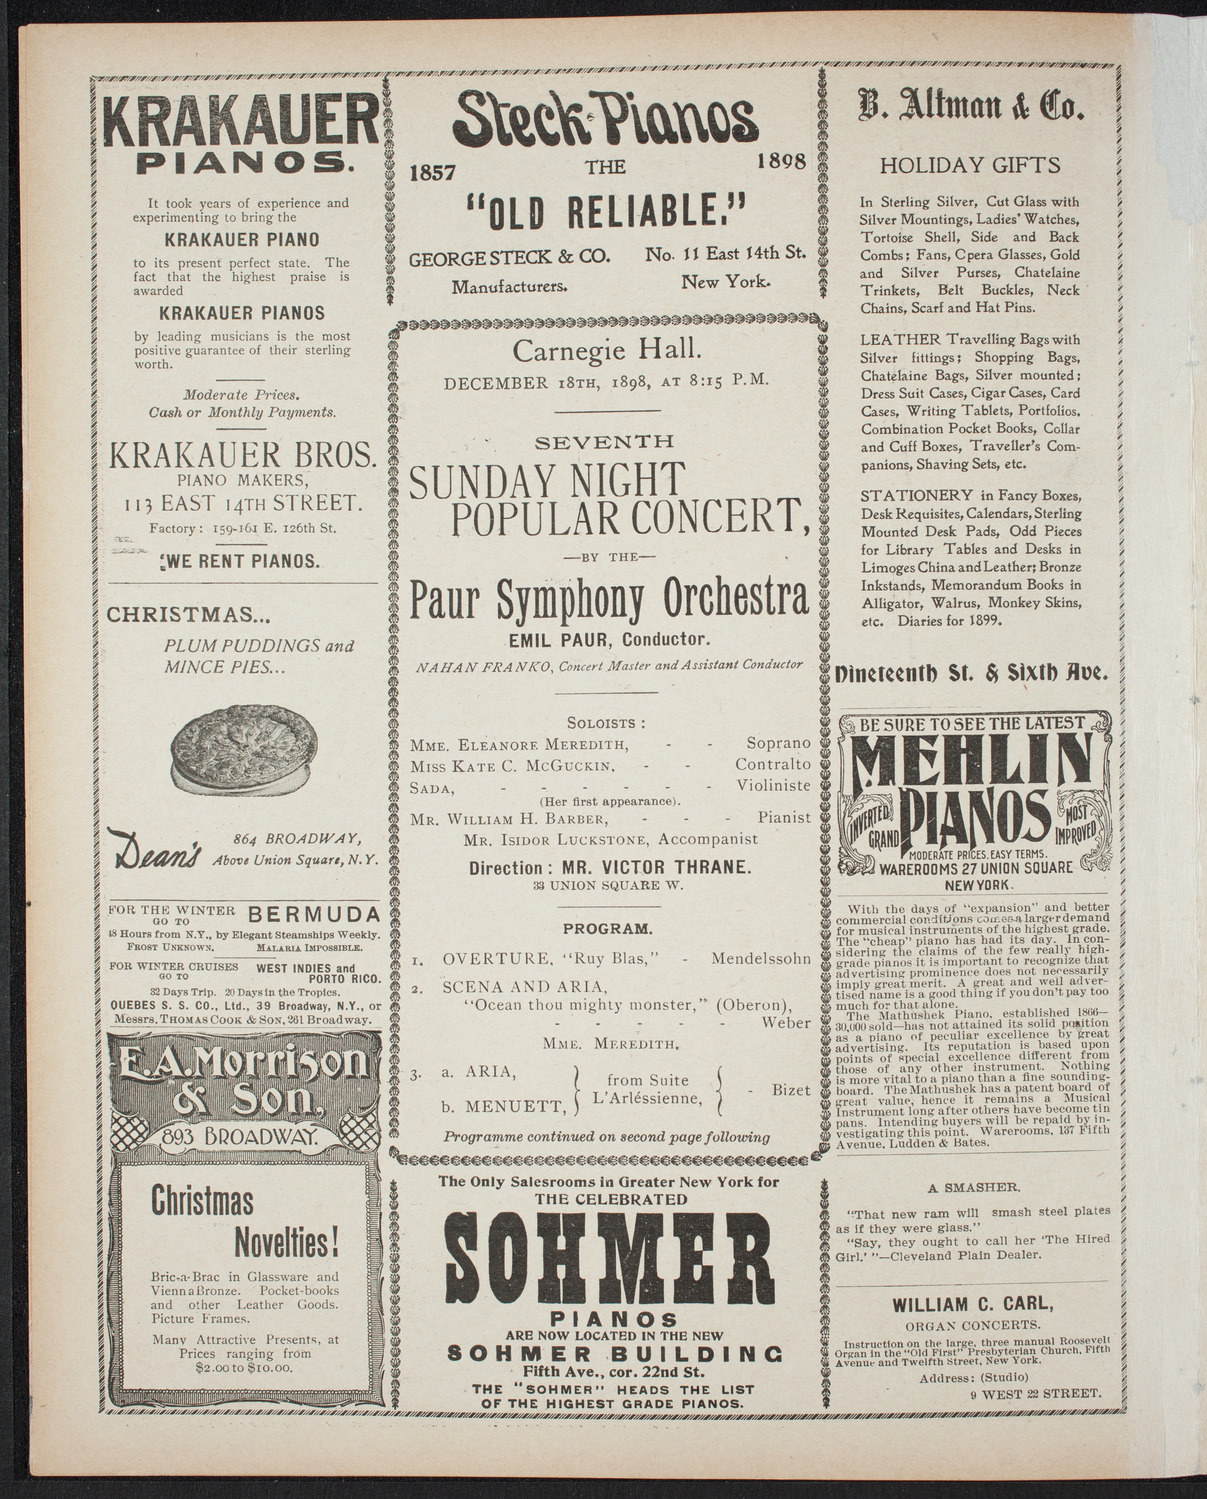 KRAKAUER
PIANOS.
It took years of experience and
experimenting to bring the
KRAKAUER PIANO
to its present perfect state. The
fact that the highest praise is
awarded
KRAKAUER PIANOS
by leading musicians is the most
positive guarantee of their sterling
worth.
Moderate Prices.
Cash or Monthly Payments.
KRAKAUER BROS.
PIANO MAKERS,
113 EAST 14TH STREET.
Factory: 159-161 E. 126th St.
WE RENT PIANOS.
CHRISTMAS...
PLUM PUDDINGS and
MINCE PIES...
Dean's
864 BROADWAY,
Above Union Square, N. Y.
FOR THE WINTER
GO TO
BERMUDA
48 Hours from N.Y., by Elegant Steamships Weekly.
FROST UNKNOWN. MALARIA IMPOSSIBLE.
FOR WINTER CRUISES
GO TO
WEST INDIES and
PORTO RICO.
32 Days Trip. 20 Days in the Tropics.
QUEBES S. S. CO., Ltd., 39 Broadway, N.Y., or
Messrs. THOMAS COOK & SON, 261 Broadway.
E.A. Morrison
& Son,
893 BROADWAY.
Christmas
Novelties!
Bric-a-Brac in Glassware and
Vienna Bronze. Pocket-books
and other Leather Goods.
Picture Frames.
Many Attractive Presents, at
Prices ranging from
$2.00 to $10.00.
Steck Pianos
1857 THE 1898
"OLD RELIABLE."
GEORGE STECK & CO. No. 11 East 14th St.
Manufacturers. New York.
Carnegie Hall.
DECEMBER 18TH, 1898, AT 8:15 P.M.
SEVENTH
SUNDAY NIGHT
POPULAR CONCERT,
—BY THE—
Paur Symphony Orchestra
EMIL PAUR, Conductor.
NAHAN FRANKO, Concert Master and Assistant Conductor
SOLOISTS:
MME. ELEANORE MEREDITH, - - Soprano
MISS KATE C. MCGUCKIN, - - Contralto
SADA, - - - - - - Violiniste
(Her first appearance).
MR. WILLIAM H. BARBER, - - - Pianist
MR. ISIDOR LUCKSTONE, Accompanist
Direction: MR. VICTOR THRANE.
33 UNION SQUARE W.
PROGRAM.
1. OVERTURE, "Ruy Blas," - Mendelssohn
2. SCENA AND ARIA,
"Ocean thou mighty monster," (Oberon),
- - - - - Weber
MME. MEREDITH.
3. a. ARIA,
b. MENUETT,
from Suite
L'Arléssienne,
- Bizet
Programme continued on second page following
The Only Salesrooms in Greater New York for
THE CELEBRATED
SOHMER
PIANOS
ARE NOW LOCATED IN THE NEW
SOHMER BUILDING
Fifth Ave., cor. 22nd St.
THE "SOHMER" HEADS THE LIST
OF THE HIGHEST GRADE PIANOS.
B. Altman & Co.
HOLIDAY GIFTS
In Sterling Silver, Cut Glass with
Silver Mountings, Ladies' Watches,
Tortoise Shell, Side and Back
Combs; Fans, Opera Glasses, Gold
and Silver Purses, Chatelaine
Trinkets, Belt Buckles, Neck
Chains, Scarf and Hat Pins.
LEATHER Travelling Bags with
Silver fittings; Shopping Bags,
Chatelaine Bags, Silver mounted;
Dress Suit Cases, Cigar Cases, Card
Cases, Writing Tablets, Portfolios,
Combination Pocket Books, Collar
and Cuff Boxes, Traveller's Com-
panions, Shaving Sets, etc.
STATIONERY in Fancy Boxes,
Desk Requisites, Calendars, Sterling
Mounted Desk Pads, Odd Pieces
for Library Tables and Desks in
Limoges China and Leather; Bronze
Inkstands, Memorandum Books in
Alligator, Walrus, Monkey Skins,
etc. Diaries for 1899.
Nineteenth St. & Sixth Ave.
BE SURE TO SEE THE LATEST
MEHLIN
PIANOS
INVERTED
GRAND
MOST
IMPROVED
MODERATE PRICES. EASY TERMS.
WAREROOMS 27 UNION SQUARE
NEW YORK.
With the days of "expansion" and better
commercial conditions comes a larger demand
for musical instruments of the highest grade.
The "cheap" piano has had its day. In con-
sidering the claims of the few really high-
grade pianos it is important to recognize that
advertising prominence does not necessarily
imply great merit. A great and well adver-
tised name is a good thing if you don't pay too
much for that alone.
The Mathushek Piano, established 1866—
30,000 sold—has not attained its solid position
as a piano of peculiar excellence by great
advertising. Its reputation is based upon
points of special excellence different from
those of any other instrument. Nothing
is more vital to a piano than a fine sounding-
board. The Mathushek has a patent board of
great value, hence it remains a Musical
Instrument long after others have become tin
pans. Intending buyers will be repaid by in-
vestigating this point. Warerooms, 137 Fifth
Avenue, Ludden & Bates.
A SMASHER.
"That new ram will smash steel plates
as if they were glass."
"Say, they ought to call her 'The Hired
Girl.' "—Cleveland Plain Dealer.
WILLIAM C. CARL,
ORGAN CONCERTS.
Instruction on the large, three manual Roosevelt
Organ in the "Old First" Presbyterian Church, Fifth
Avenue and Twelfth Street, New York.
Address: (Studio)
9 WEST 22 STREET.